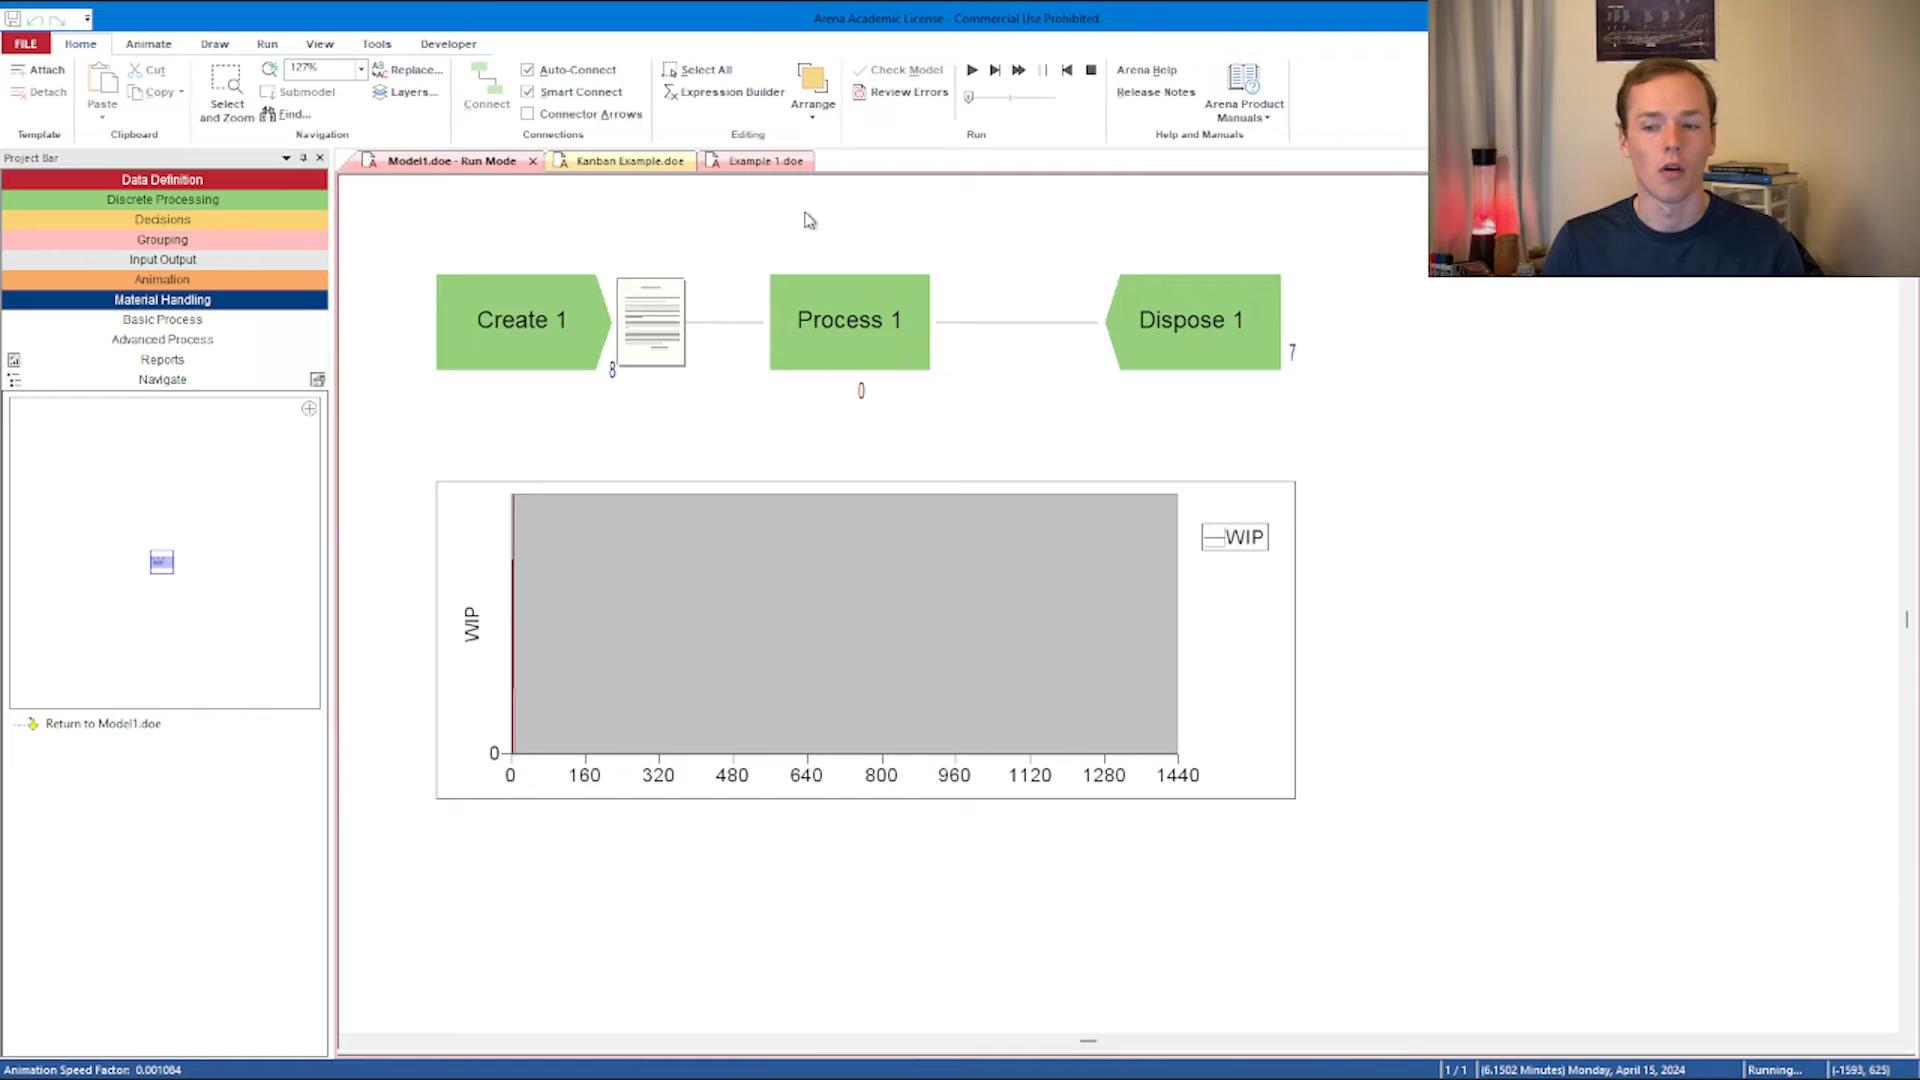 Arena Academic License - Commercial Use Prohibited
FILE Home Animate Draw Run View Tools Developer
Attach
Detach
Template
Paste
Cut
Copy
Clipboard
Select and Zoom
127%
Submodel
Find...
Replace...
Layers...
Navigation
Connect
Auto-Connect
Smart Connect
Connector Arrows
Connections
Select All
Expression Builder
Arrange
Editing
Check Model
Review Errors
Run
Arena Help
Release Notes
Arena Product Manuals
Help and Manuals
Project Bar
Model1.doe - Run Mode
Kanban Example.doe
Example 1.doe
Data Definition
Discrete Processing
Decisions
Grouping
Input Output
Animation
Material Handling
Basic Process
Advanced Process
Reports
Navigate
Return to Model1.doe
Create 1
8
Process 1
0
Dispose 1
7
WIP
WIP
0
0 160 320 480 640 800 960 1120 1280 1440
Animation Speed Factor: 0.001084
1 / 1 (6.1502 Minutes) Monday, April 15, 2024 Running... (-1593, 625)